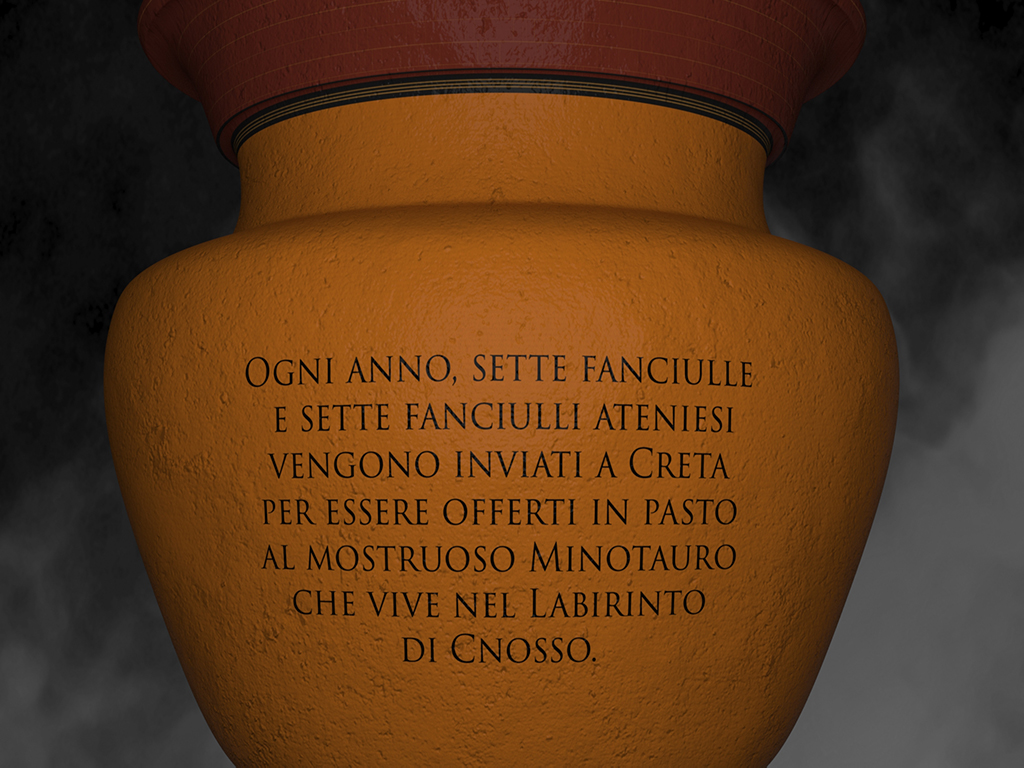 Ogni anno, sette fanciulle
e sette fanciulli ateniesi
vengono inviati a Creta
per essere offerti in pasto
al mostruoso Minotauro
che vive nel Labirinto
di Cnosso.